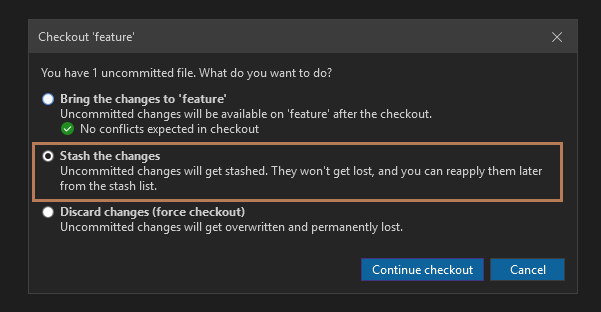 Checkout 'feature'
You have 1 uncommitted file. What do you want to do?
Bring the changes to 'feature'
Uncommitted changes will be available on 'feature' after the checkout.
No conflicts expected in checkout
Stash the changes
Uncommitted changes will get stashed. They won't get lost, and you can reapply them later
from the stash list.
Discard changes (force checkout)
Uncommitted changes will get overwritten and permanently lost.
Continue checkout
Cancel